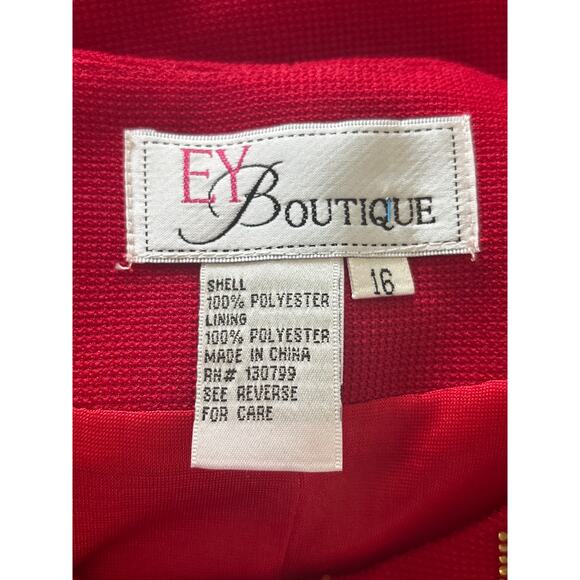 EY BOUTIQUE
16
SHELL
100% POLYESTER
LINING
100% POLYESTER
MADE IN CHINA
RN# 130799
SEE REVERSE
FOR CARE